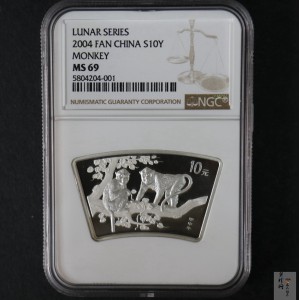 LUNAR SERIES
2004 FAN CHINA S10Y
MONKEY
MS 69
5804204-001
NUMISMATIC GUARANTY CORPORATION
NGC
10元